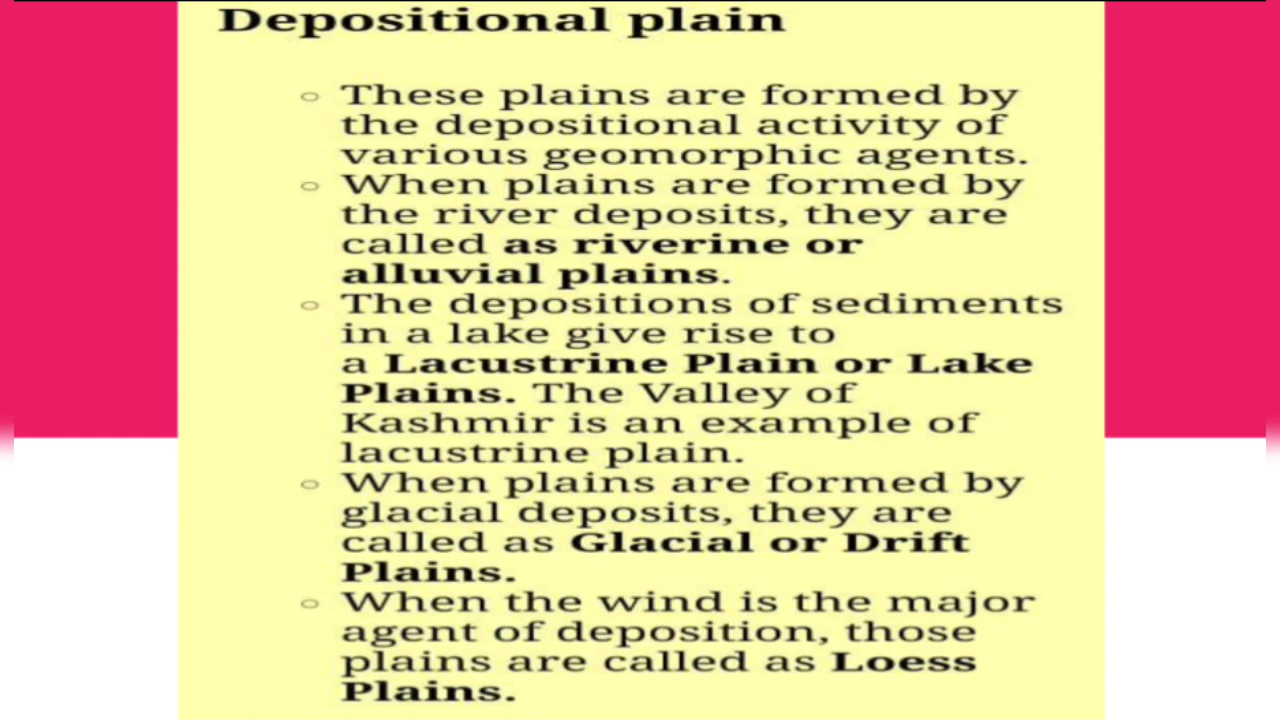 Depositional plain
These plains are formed by
the depositional activity of
various geomorphic agents.
When plains are formed by
the river deposits, they are
called as riverine or
alluvial plains.
The depositions of sediments
in a lake give rise to
a Lacustrine Plain or Lake
Plains. The Valley of
Kashmir is an example of
lacustrine plain.
When plains are formed by
glacial deposits, they are
called as Glacial or Drift
Plains.
When the wind is the major
agent of deposition, those
plains are called as Loess
Plains.